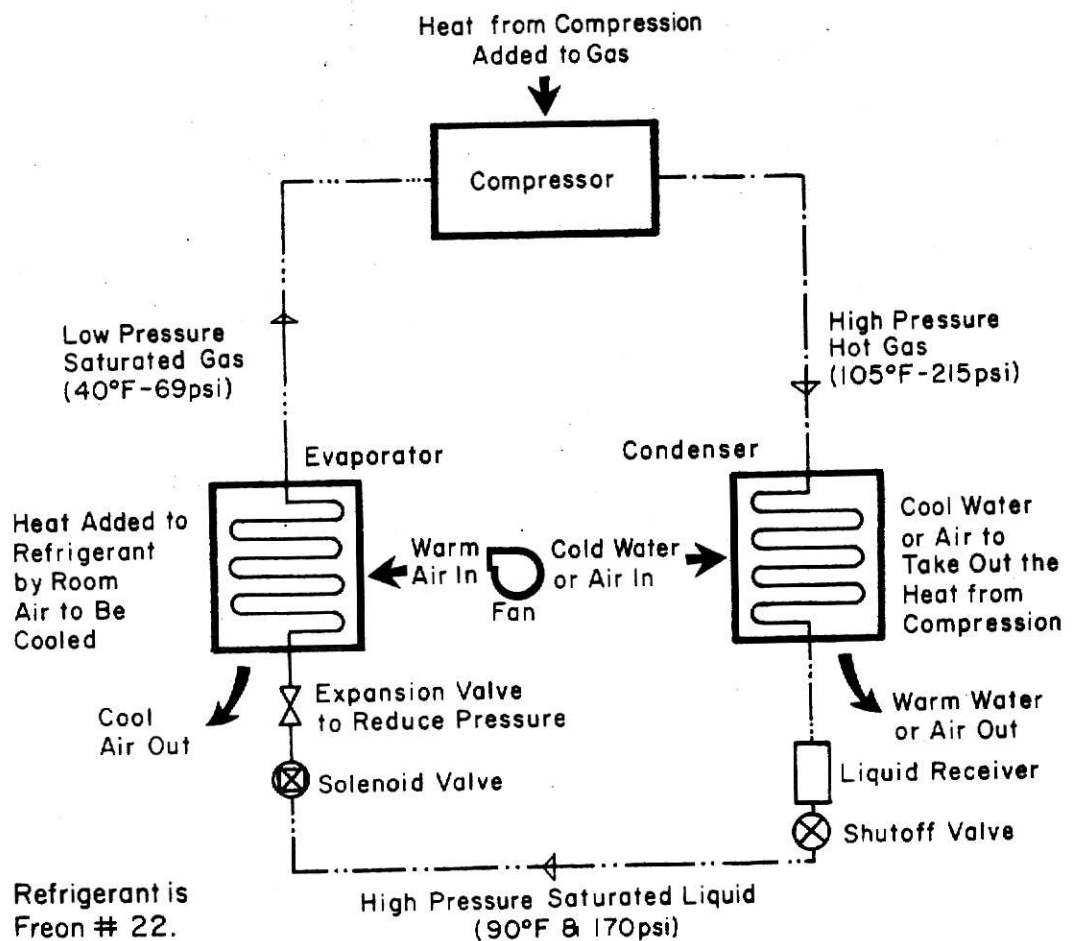 Heat from Compression
Added to Gas
Compressor
Low Pressure
Saturated Gas
(40°F-69psi)
High Pressure
Hot Gas
(105°F-215psi)
Evaporator
Condenser
Heat Added to
Refrigerant
by Room
Air to Be
Cooled
Warm
Air In
Fan
Cold Water
or Air In
Cool Water
or Air to
Take Out the
Heat from
Compression
Cool
Air Out
Expansion Valve
to Reduce Pressure
Warm Water
or Air Out
Solenoid Valve
Liquid Receiver
Shutoff Valve
High Pressure Saturated Liquid
(90°F & 170psi)
Refrigerant is
Freon # 22.